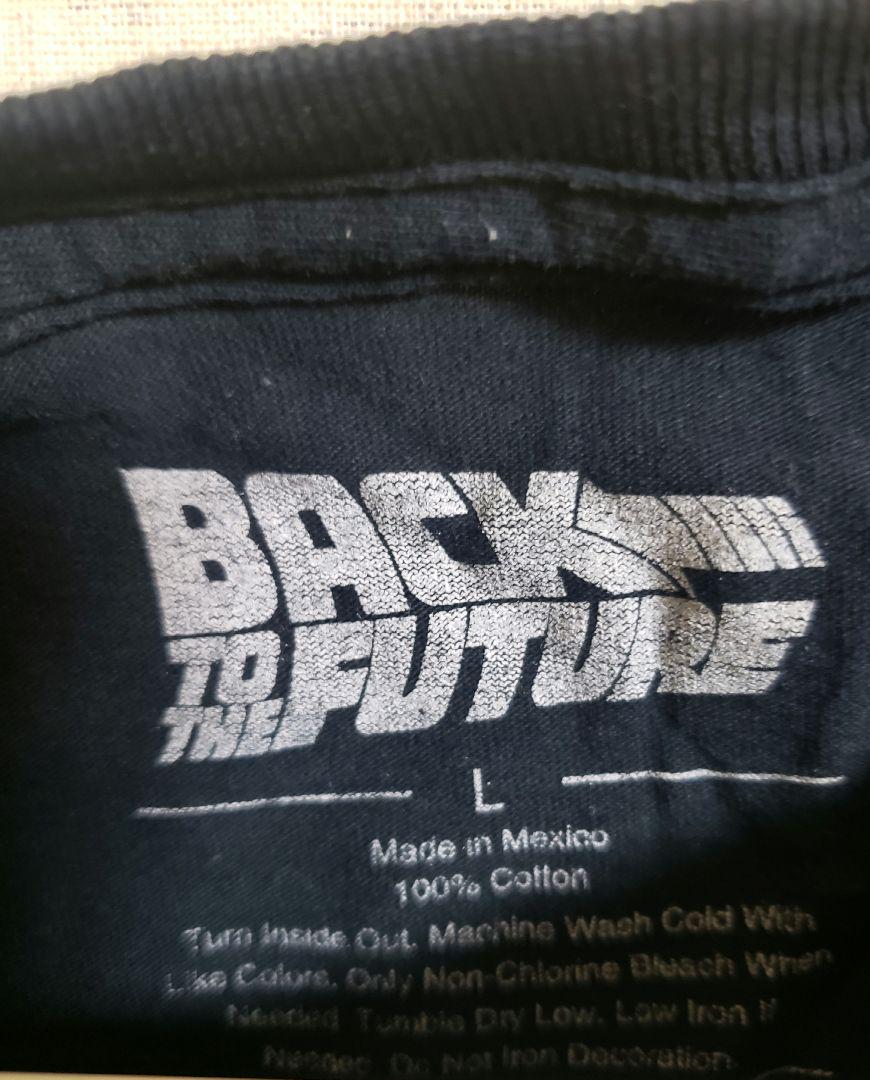 BACK
TO THE FUTURE
L
Made in Mexico
100% Cotton
Turn Inside Out. Machine Wash Cold With
Like Colors. Only Non-Chlorine Bleach When
Needed. Tumble Dry Low. Low Iron If
Needed. Do Not Iron Decoration.